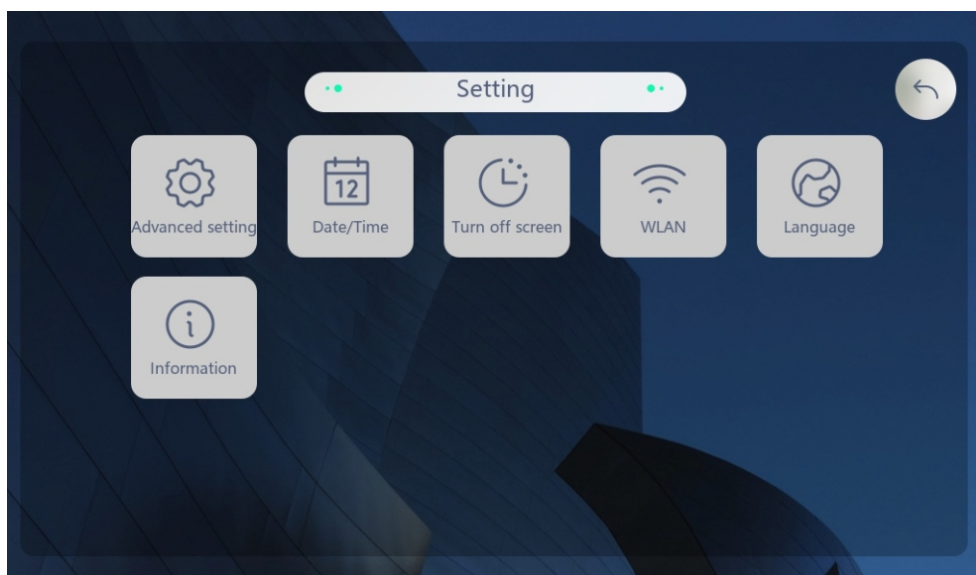 Setting
Advanced setting
12
Date/Time
Turn off screen
WLAN
Language
Information